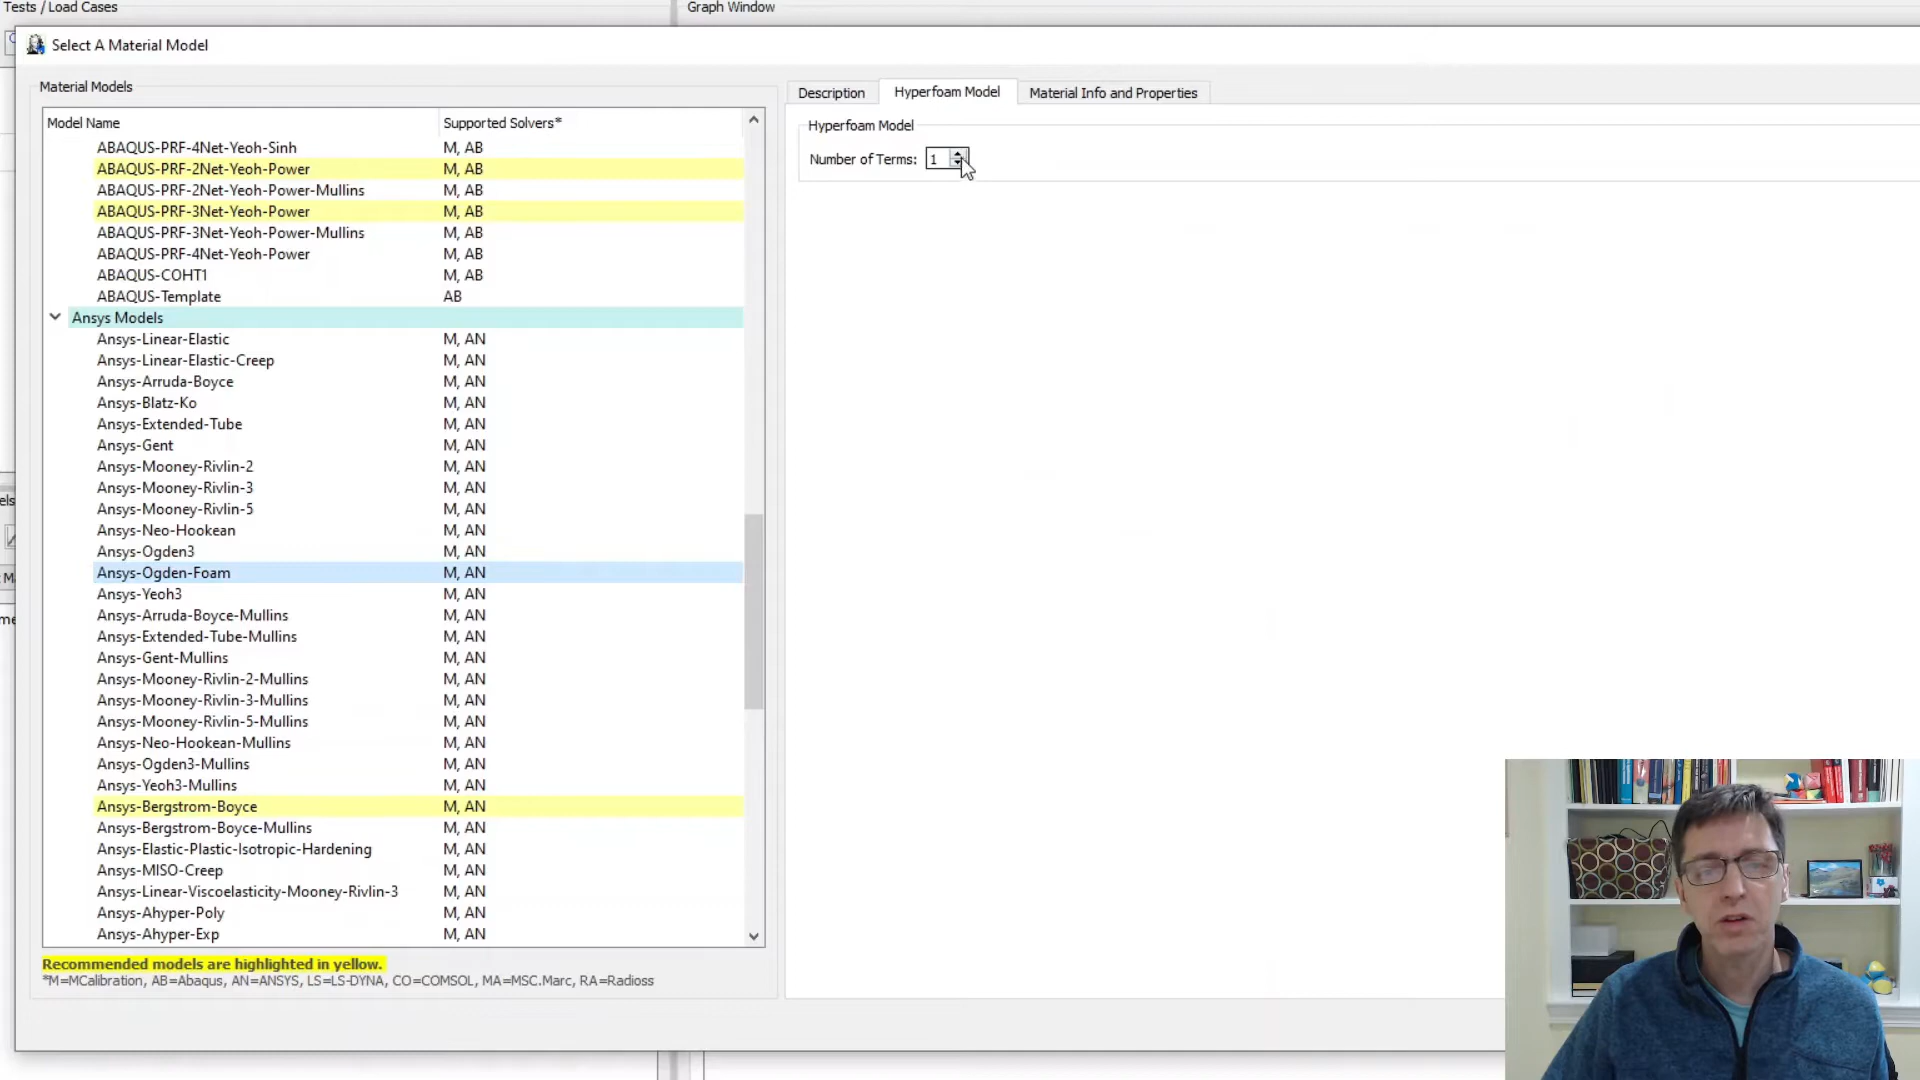 Tests / Load Cases
Graph Window
Select A Material Model
Material Models
Description
Hyperfoam Model
Material Info and Properties
Model Name
Supported Solvers*
Hyperfoam Model
Number of Terms: 1
ABAQUS-PRF-4Net-Yeoh-Sinh M, AB
ABAQUS-PRF-2Net-Yeoh-Power M, AB
ABAQUS-PRF-2Net-Yeoh-Power-Mullins M, AB
ABAQUS-PRF-3Net-Yeoh-Power M, AB
ABAQUS-PRF-3Net-Yeoh-Power-Mullins M, AB
ABAQUS-PRF-4Net-Yeoh-Power M, AB
ABAQUS-COHT1 M, AB
ABAQUS-Template AB
Ansys Models
Ansys-Linear-Elastic M, AN
Ansys-Linear-Elastic-Creep M, AN
Ansys-Arruda-Boyce M, AN
Ansys-Blatz-Ko M, AN
Ansys-Extended-Tube M, AN
Ansys-Gent M, AN
Ansys-Mooney-Rivlin-2 M, AN
Ansys-Mooney-Rivlin-3 M, AN
Ansys-Mooney-Rivlin-5 M, AN
Ansys-Neo-Hookean M, AN
Ansys-Ogden3 M, AN
Ansys-Ogden-Foam M, AN
Ansys-Yeoh3 M, AN
Ansys-Arruda-Boyce-Mullins M, AN
Ansys-Extended-Tube-Mullins M, AN
Ansys-Gent-Mullins M, AN
Ansys-Mooney-Rivlin-2-Mullins M, AN
Ansys-Mooney-Rivlin-3-Mullins M, AN
Ansys-Mooney-Rivlin-5-Mullins M, AN
Ansys-Neo-Hookean-Mullins M, AN
Ansys-Ogden3-Mullins M, AN
Ansys-Yeoh3-Mullins M, AN
Ansys-Bergstrom-Boyce M, AN
Ansys-Bergstrom-Boyce-Mullins M, AN
Ansys-Elastic-Plastic-Isotropic-Hardening M, AN
Ansys-MISO-Creep M, AN
Ansys-Linear-Viscoelasticity-Mooney-Rivlin-3 M, AN
Ansys-Ahyper-Poly M, AN
Ansys-Ahyper-Exp M, AN
Recommended models are highlighted in yellow.
*M=MCalibration, AB=Abaqus, AN=ANSYS, LS=LS-DYNA, CO=COMSOL, MA=MSC.Marc, RA=Radioss